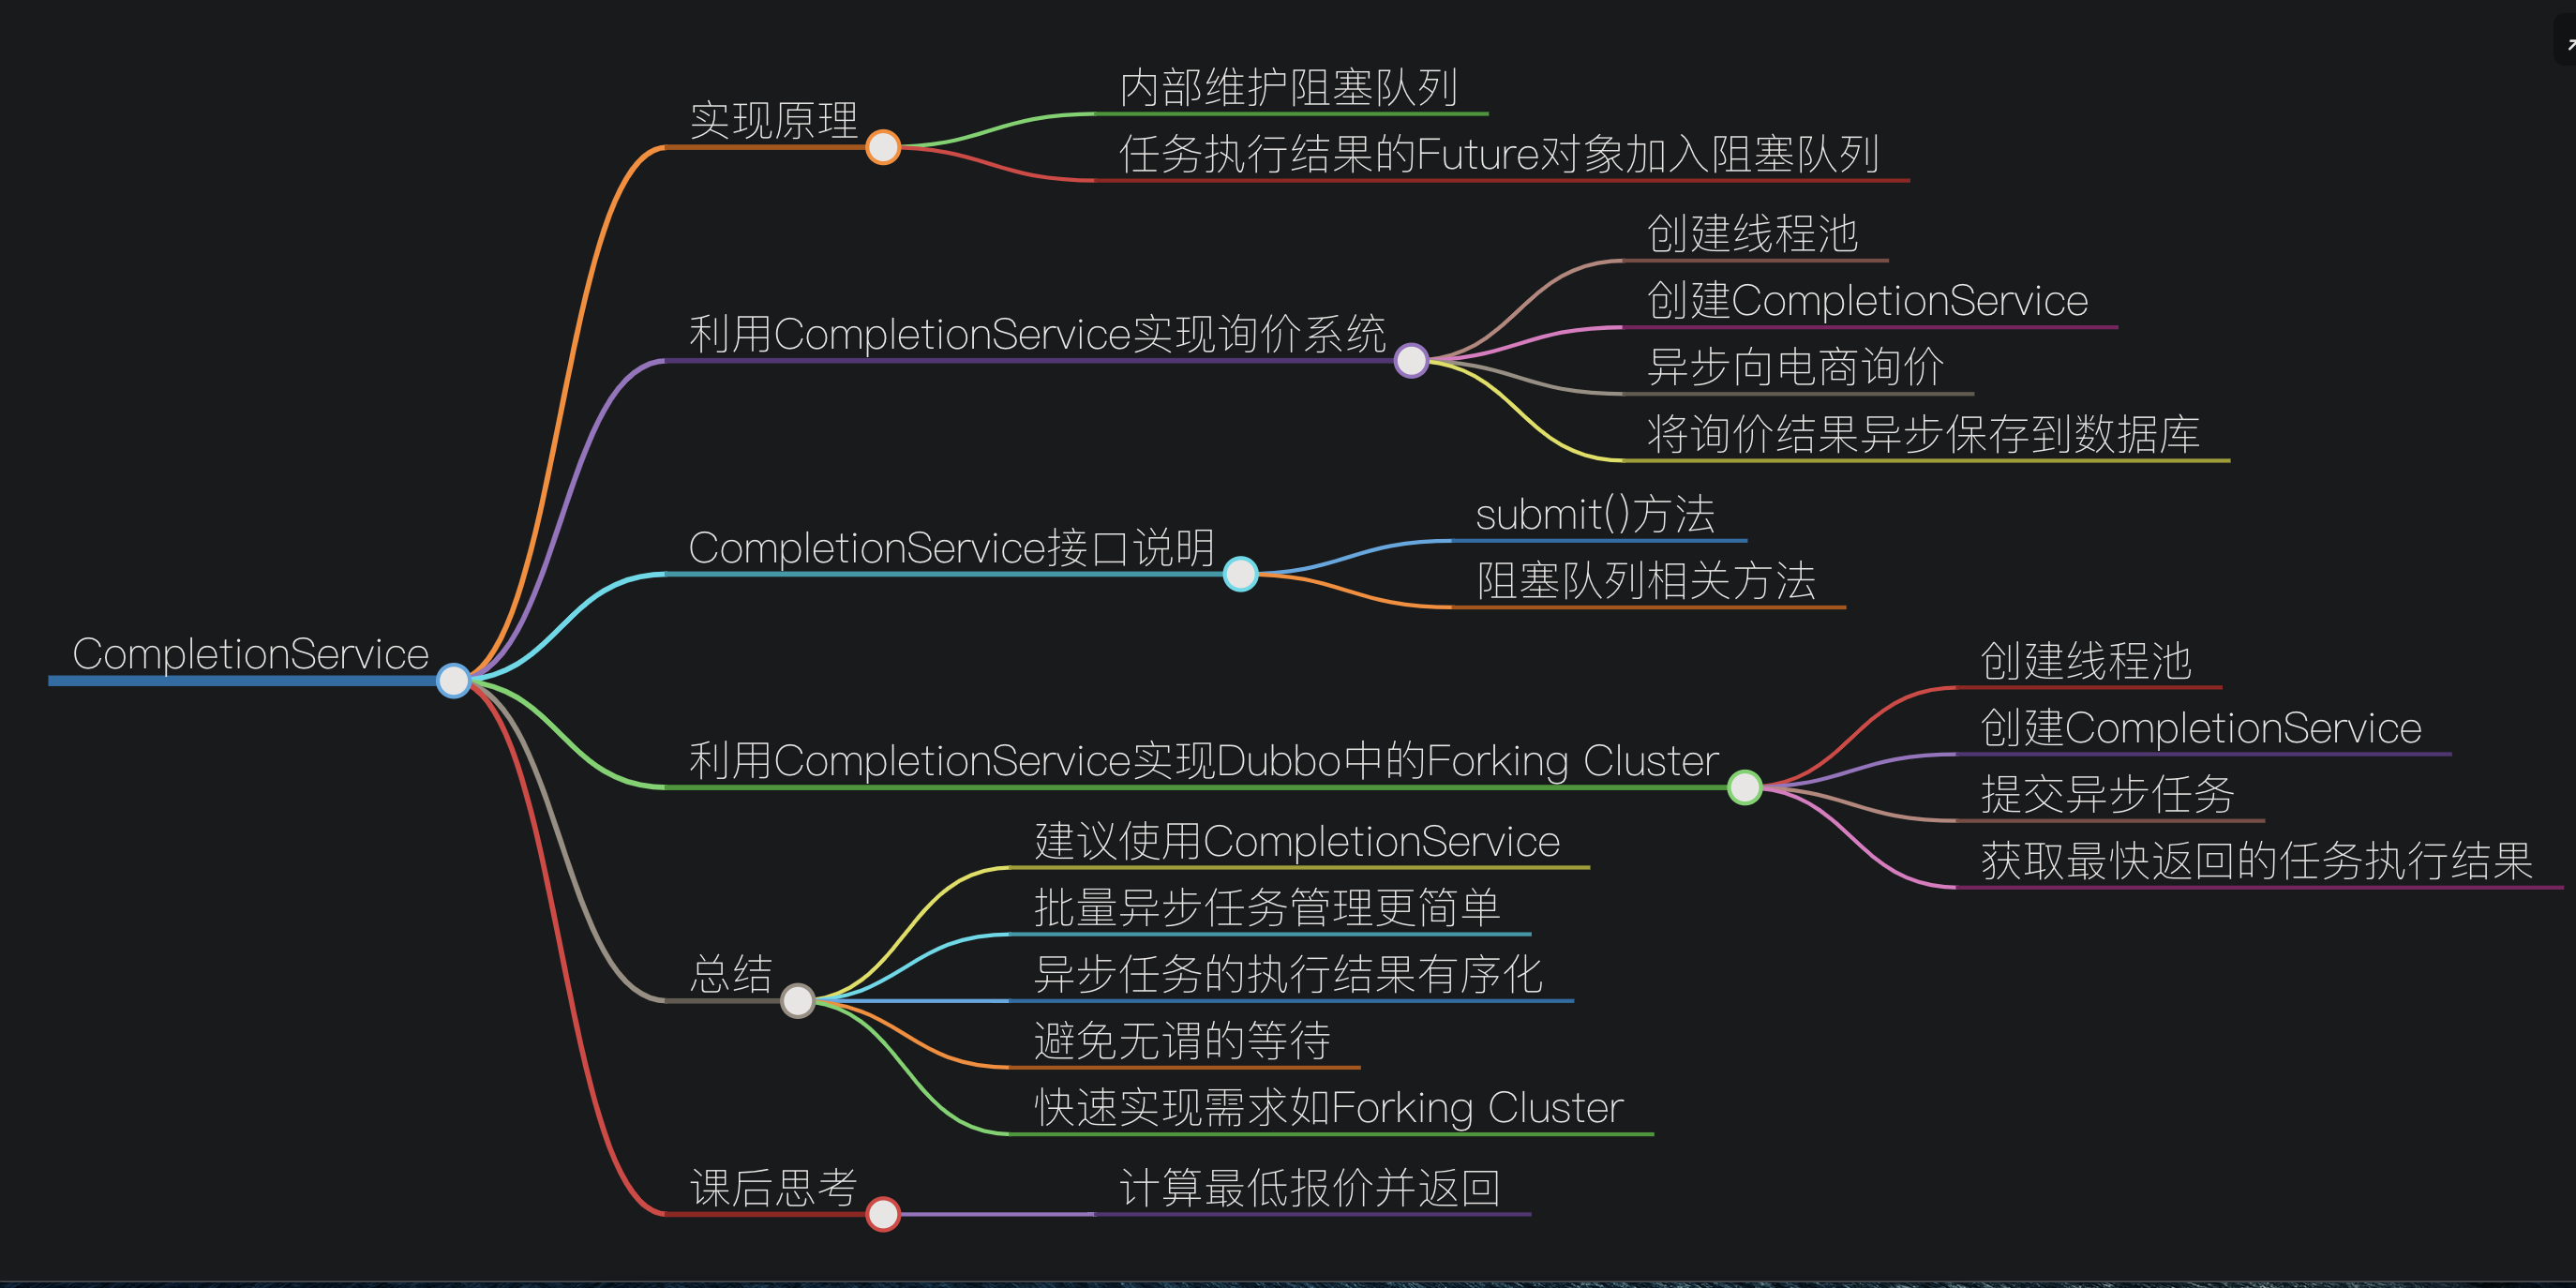 CompletionService
实现原理
内部维护阻塞队列
任务执行结果的Future对象加入阻塞队列
利用CompletionService实现询价系统
创建线程池
创建CompletionService
异步向电商询价
将询价结果异步保存到数据库
CompletionService接口说明
submit()方法
阻塞队列相关方法
利用CompletionService实现Dubbo中的Forking Cluster
创建线程池
创建CompletionService
提交异步任务
获取最快返回的任务执行结果
总结
建议使用CompletionService
批量异步任务管理更简单
异步任务的执行结果有序化
避免无谓的等待
快速实现需求如Forking Cluster
课后思考
计算最低报价并返回